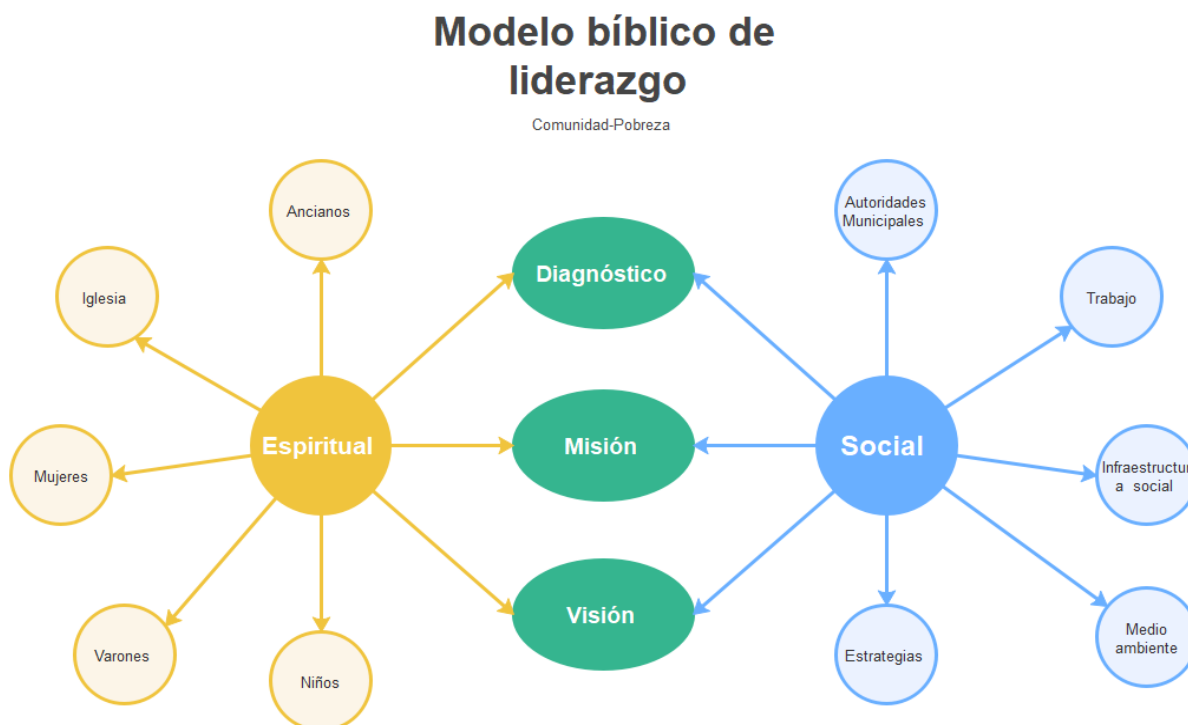 Modelo bíblico de
liderazgo
Comunidad-Pobreza
Ancianos
Iglesia
Mujeres
Varones
Niños
Espiritual
Diagnóstico
Misión
Visión
Social
Autoridades
Municipales
Trabajo
Infraestructur
a social
Medio
ambiente
Estrategias